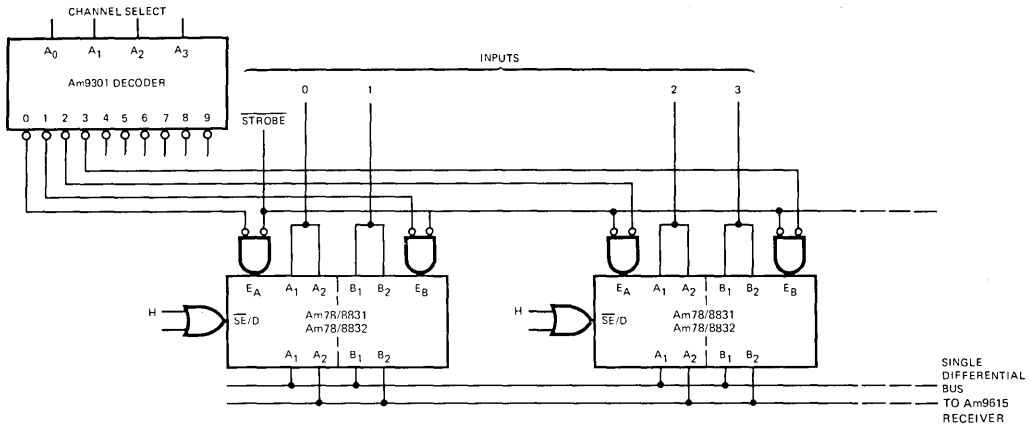 CHANNEL SELECT
A0 A1 A2 A3
Am9301 DECODER
0 1 2 3 4 5 6 7 8 9
INPUTS
0 1 2 3
STROBE
EA A1 A2 B1 B2 EB
H
SE/D
Am78/8831
Am78/8832
A1 A2 B1 B2
EA A1 A2 B1 B2 EB
H
SE/D
Am78/8831
Am78/8832
A1 A2 B1 B2
SINGLE
DIFFERENTIAL
BUS
TO Am9615
RECEIVER